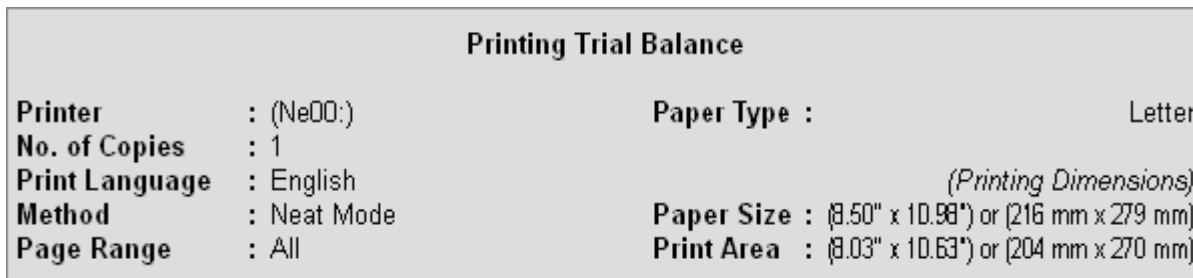 Printing Trial Balance
Printer : (Ne00:) Paper Type : Letter
No. of Copies : 1
Print Language : English (Printing Dimensions)
Method : Neat Mode Paper Size : (8.50" x 10.98") or (216 mm x 279 mm)
Page Range : All Print Area : (8.03" x 10.63") or (204 mm x 270 mm)